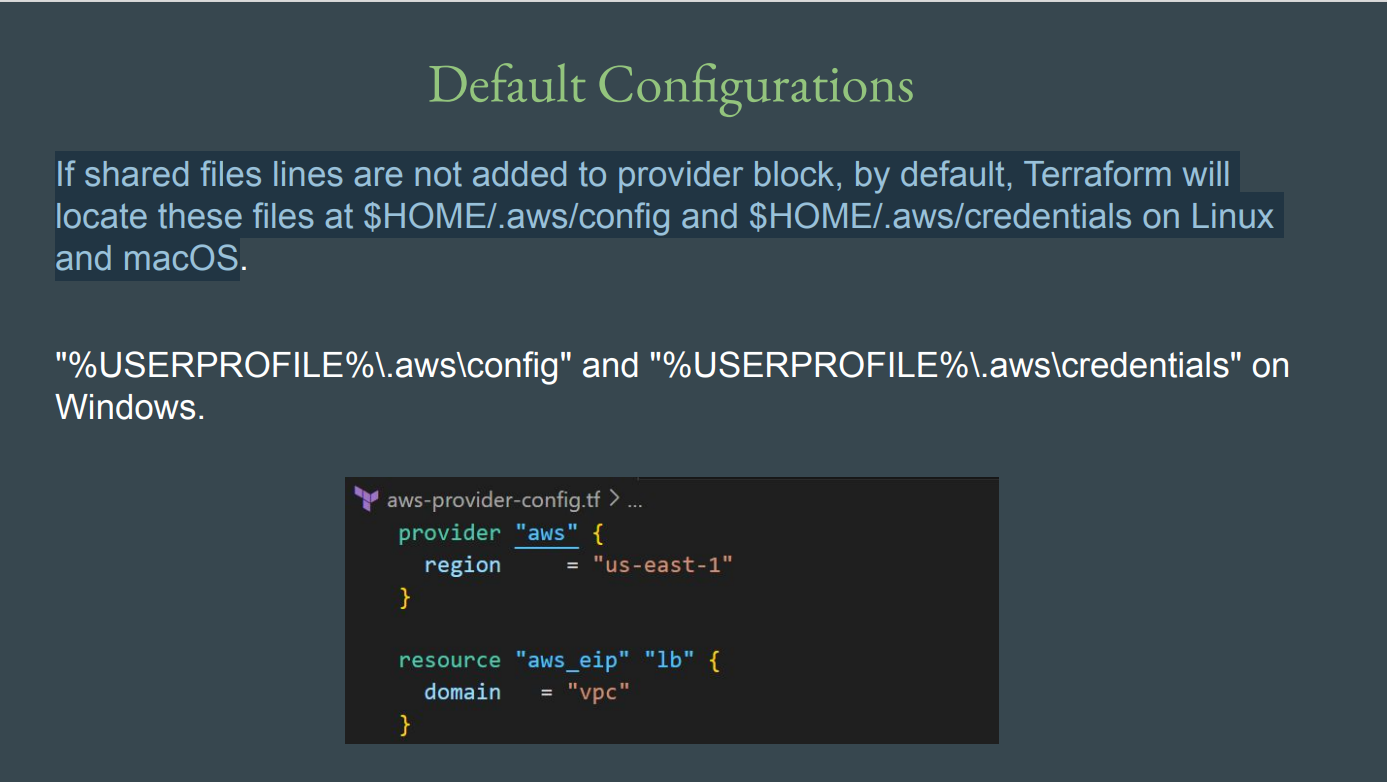 Default Configurations
If shared files lines are not added to provider block, by default, Terraform will
locate these files at $HOME/.aws/config and $HOME/.aws/credentials on Linux
and macOS.
"%USERPROFILE%\.aws\config" and "%USERPROFILE%\.aws\credentials" on
Windows.
aws-provider-config.tf > ...
provider "aws" {
  region     = "us-east-1"
}
resource "aws_eip" "lb" {
  domain   = "vpc"
}